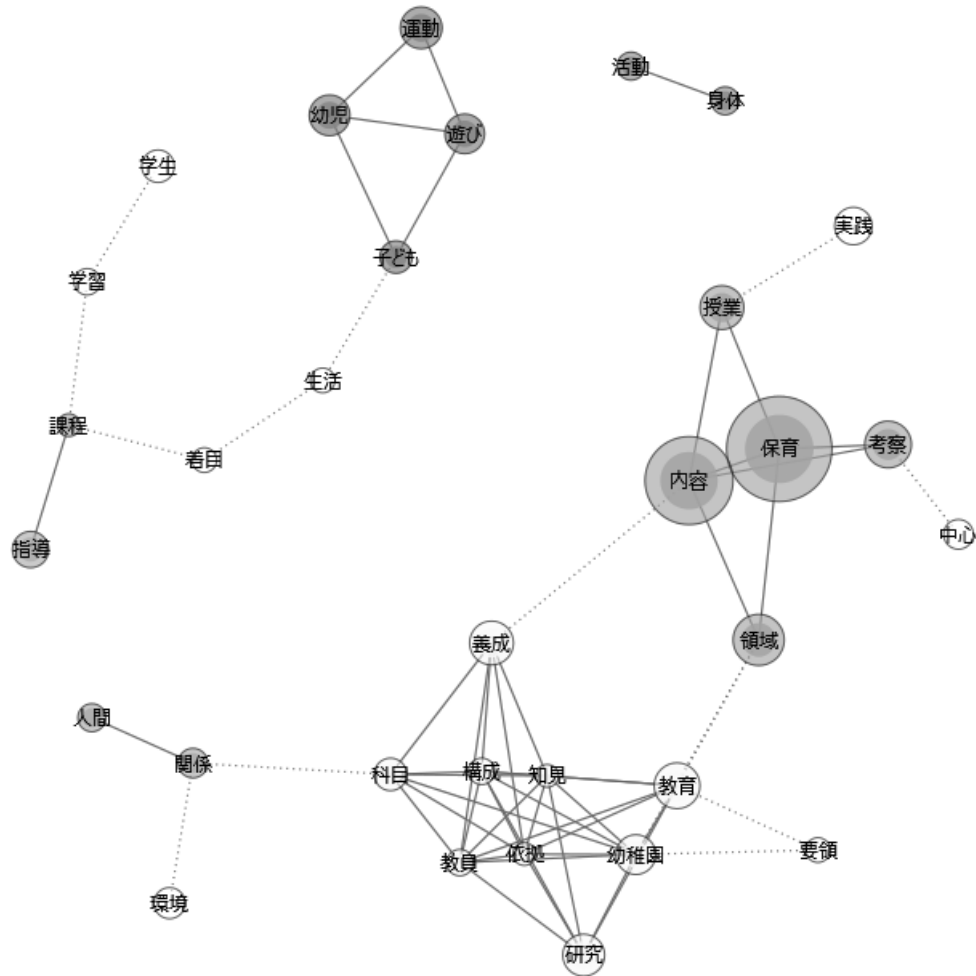 運動
活動
身体
幼児
遊び
学生
実践
子ども
学習
授業
生活
課程
着目
保育
考察
内容
中心
指導
領域
義成
人間
関係
科目
構成
知見
教育
教員
依拠
幼稚園
要領
環境
研究